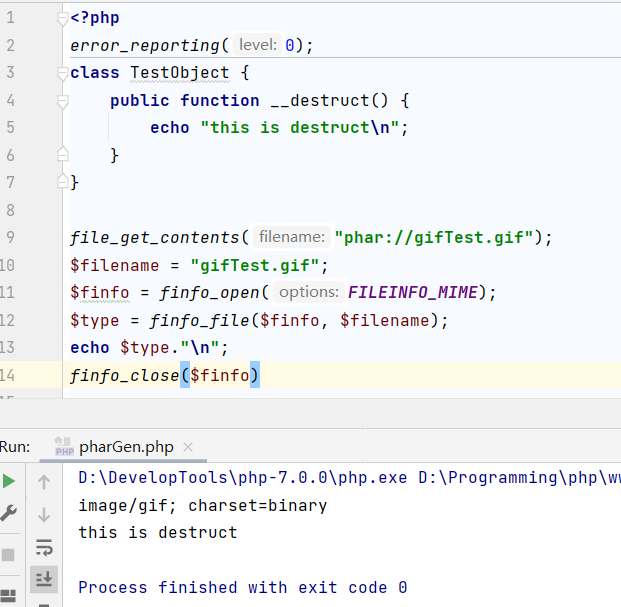 1 <?php
2 error_reporting( level: 0);
3 class TestObject {
4 public function __destruct() {
5 echo "this is destruct\n";
6 }
7 }
8
9 file_get_contents( filename: "phar://gifTest.gif");
10 $filename = "gifTest.gif";
11 $finfo = finfo_open( options: FILEINFO_MIME);
12 $type = finfo_file($finfo, $filename);
13 echo $type."\n";
14 finfo_close($finfo)
Run: pharGen.php ×
D:\DevelopTools\php-7.0.0\php.exe D:\Programming\php\w
image/gif; charset=binary
this is destruct
Process finished with exit code 0